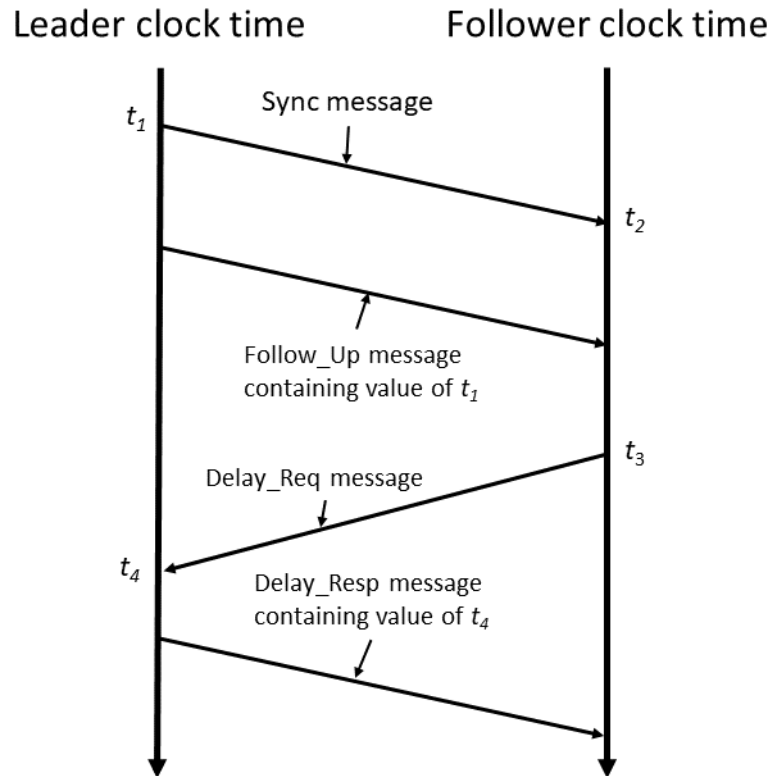 Leader clock time
Follower clock time
Sync message
t₁
t₂
Follow_Up message
containing value of t₁
t₃
Delay_Req message
t₄
Delay_Resp message
containing value of t₄